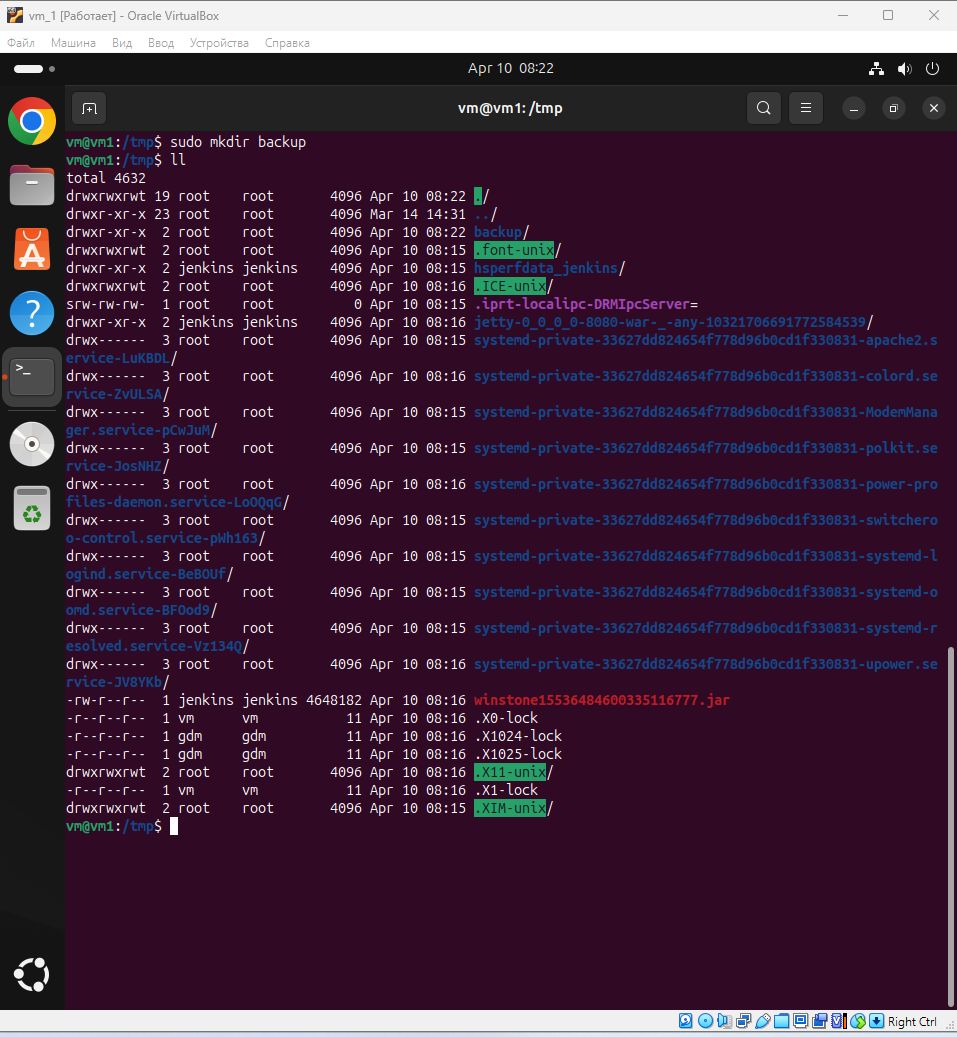 vm_1 [Работает] - Oracle VirtualBox
Файл Машина Вид Ввод Устройства Справка
Apr 10 08:22
vm@vm1: /tmp
vm@vm1:/tmp$ sudo mkdir backup
vm@vm1:/tmp$ ll
total 4632
drwxrwxrwt 19 root    root       4096 Apr 10 08:22 ./
drwxr-xr-x 23 root    root       4096 Mar 14 14:31 ../
drwxr-xr-x  2 root    root       4096 Apr 10 08:22 backup/
drwxrwxrwt  2 root    root       4096 Apr 10 08:15 .font-unix/
drwxr-xr-x  2 jenkins jenkins    4096 Apr 10 08:15 hsperfdata_jenkins/
drwxrwxrwt  2 root    root       4096 Apr 10 08:16 .ICE-unix/
srw-rw-rw-  1 root    root          0 Apr 10 08:15 .iprt-localipc-DRMIpcServer=
drwxr-xr-x  2 jenkins jenkins    4096 Apr 10 08:16 jetty-0_0_0_0-8080-war-_-any-10321706691772584539/
drwx------  3 root    root       4096 Apr 10 08:15 systemd-private-33627dd824654f778d96b0cd1f330831-apache2.s
ervice-LuKBDL/
drwx------  3 root    root       4096 Apr 10 08:16 systemd-private-33627dd824654f778d96b0cd1f330831-colord.se
rvice-ZvULSA/
drwx------  3 root    root       4096 Apr 10 08:15 systemd-private-33627dd824654f778d96b0cd1f330831-ModemMana
ger.service-pCwJuM/
drwx------  3 root    root       4096 Apr 10 08:15 systemd-private-33627dd824654f778d96b0cd1f330831-polkit.se
rvice-JosNHZ/
drwx------  3 root    root       4096 Apr 10 08:15 systemd-private-33627dd824654f778d96b0cd1f330831-power-pro
files-daemon.service-LoOQqG/
drwx------  3 root    root       4096 Apr 10 08:15 systemd-private-33627dd824654f778d96b0cd1f330831-switchero
o-control.service-pWh163/
drwx------  3 root    root       4096 Apr 10 08:15 systemd-private-33627dd824654f778d96b0cd1f330831-systemd-l
ogind.service-BeBOUf/
drwx------  3 root    root       4096 Apr 10 08:15 systemd-private-33627dd824654f778d96b0cd1f330831-systemd-o
omd.service-BFOod9/
drwx------  3 root    root       4096 Apr 10 08:15 systemd-private-33627dd824654f778d96b0cd1f330831-systemd-r
esolved.service-Vz134Q/
drwx------  3 root    root       4096 Apr 10 08:16 systemd-private-33627dd824654f778d96b0cd1f330831-upower.se
rvice-JV8YKb/
-rw-r--r--  1 jenkins jenkins 4648182 Apr 10 08:16 winstone15536484600335116777.jar
-r--r--r--  1 vm      vm           11 Apr 10 08:16 .X0-lock
-r--r--r--  1 gdm     gdm          11 Apr 10 08:16 .X1024-lock
-r--r--r--  1 gdm     gdm          11 Apr 10 08:16 .X1025-lock
drwxrwxrwt  2 root    root       4096 Apr 10 08:16 .X11-unix/
-r--r--r--  1 vm      vm           11 Apr 10 08:16 .X1-lock
drwxrwxrwt  2 root    root       4096 Apr 10 08:15 .XIM-unix/
vm@vm1:/tmp$
Right Ctrl